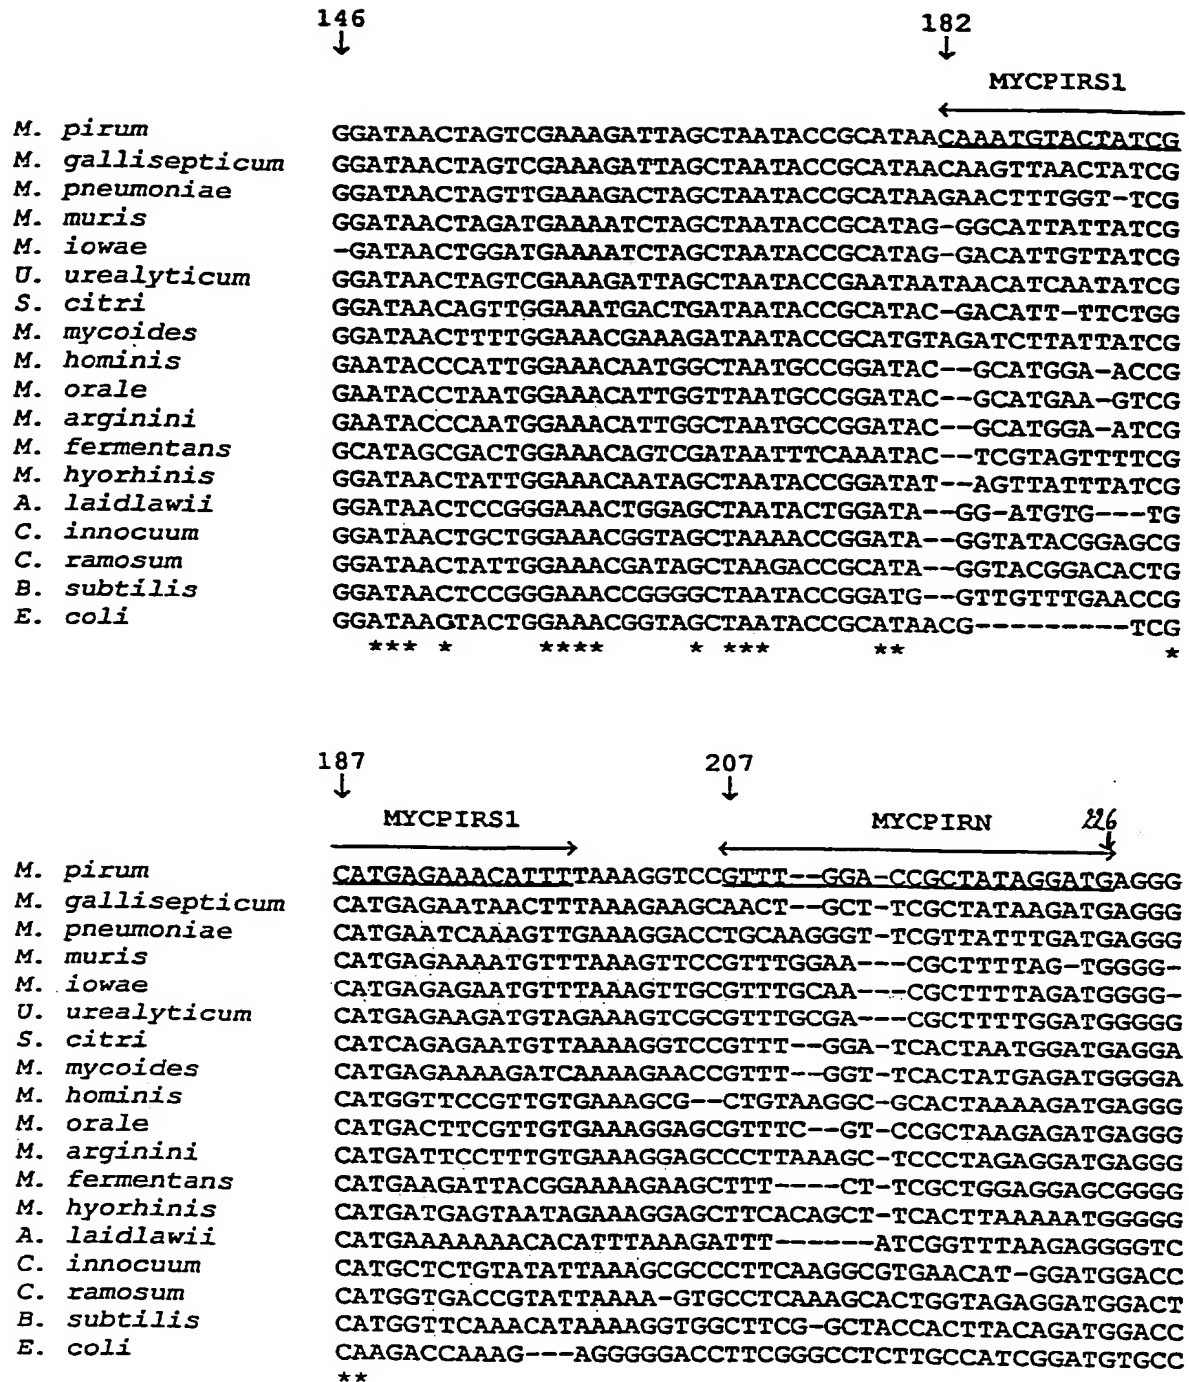 146 182
MYCPIRS1
M. pirum GGATAACTAGTCGAAAGATTAGCTAATACCGCATAACAAATGTACTATCG
M. gallisepticum GGATAACTAGTCGAAAGATTAGCTAATACCGCATAACAAGTTAACTATCG
M. pneumoniae GGATAACTAGTTGAAAGACTAGCTAATACCGCATAAGAACTTTGGT-TCG
M. muris GGATAACTAGATGAAAATCTAGCTAATACCGCATAG-GGCATTATTATCG
M. iowae -GATAACTGGATGAAAATCTAGCTAATACCGCATAG-GACATTGTTATCG
U. urealyticum GGATAACTAGTCGAAAGATTAGCTAATACCGAATAATAACATCAATATCG
S. citri GGATAACAGTTGGAAATGACTGATAATACCGCATAC-GACATT-TTCTGG
M. mycoides GGATAACTTTTGGAAACGAAAGATAATACCGCATGTAGATCTTATTATCG
M. hominis GAATACCCATTGGAAACAATGGCTAATGCCGGATAC--GCATGGA-ACCG
M. orale GAATACCTAATGGAAACATTGGTTAATGCCGGATAC--GCATGAA-GTCG
M. arginini GAATACCCAATGGAAACATTGGCTAATGCCGGATAC--GCATGGA-ATCG
M. fermentans GCATAGCGACTGGAAACAGTCGATAATTTCAAATAC--TCGTAGTTTTCG
M. hyorhinis GGATAACTATTGGAAACAATAGCTAATACCGGATAT--AGTTATTTATCG
A. laidlawii GGATAACTCCGGGAAACTGGAGCTAATACTGGATA--GG-ATGTG---TG
C. innocuum GGATAACTGCTGGAAACGGTAGCTAAAACCGGATA--GGTATACGGAGCG
C. ramosum GGATAACTATTGGAAACGATAGCTAAGACCGCATA--GGTACGGACACTG
B. subtilis GGATAACTCCGGGAAACCGGGGCTAATACCGGATG--GTTGTTTGAACCG
E. coli GGATAAGTACTGGAAACGGTAGCTAATACCGCATAACG---------TCG
*** * **** * *** ** *
187 207
MYCPIRS1 MYCPIRN 226
M. pirum CATGAGAAACATTTTAAAGGTCCGTTT--GGA-CCGCTATAGGATGAGGG
M. gallisepticum CATGAGAATAACTTTAAAGAAGCAACT--GCT-TCGCTATAAGATGAGGG
M. pneumoniae CATGAATCAAAGTTGAAAGGACCTGCAAGGGT-TCGTTATTTGATGAGGG
M. muris CATGAGAAAATGTTTAAAGTTCCGTTTGGAA---CGCTTTTAG-TGGGG-
M. iowae CATGAGAGAATGTTTAAAGTTGCGTTTGCAA---CGCTTTTAGATGGGG-
U. urealyticum CATGAGAAGATGTAGAAAGTCGCGTTTGCGA---CGCTTTTGGATGGGGG
S. citri CATCAGAGAATGTTAAAAGGTCCGTTT--GGA-TCACTAATGGATGAGGA
M. mycoides CATGAGAAAAGATCAAAAGAACCGTTT--GGT-TCACTATGAGATGGGGA
M. hominis CATGGTTCCGTTGTGAAAGCG--CTGTAAGGC-GCACTAAAAGATGAGGG
M. orale CATGACTTCGTTGTGAAAGGAGCGTTTC--GT-CCGCTAAGAGATGAGGG
M. arginini CATGATTCCTTTGTGAAAGGAGCCCTTAAAGC-TCCCTAGAGGATGAGGG
M. fermentans CATGAAGATTACGGAAAAGAAGCTTT----CT-TCGCTGGAGGAGCGGGG
M. hyorhinis CATGATGAGTAATAGAAAGGAGCTTCACAGCT-TCACTTAAAAATGGGGG
A. laidlawii CATGAAAAAAACACATTTAAAGATTT------ATCGGTTTAAGAGGGGTC
C. innocuum CATGCTCTGTATATTAAAGCGCCCTTCAAGGCGTGAACAT-GGATGGACC
C. ramosum CATGGTGACCGTATTAAAA-GTGCCTCAAAGCACTGGTAGAGGATGGACT
B. subtilis CATGGTTCAAACATAAAAGGTGGCTTCG-GCTACCACTTACAGATGGACC
E. coli CAAGACCAAAG---AGGGGGACCTTCGGGCCTCTTGCCATCGGATGTGCC
**